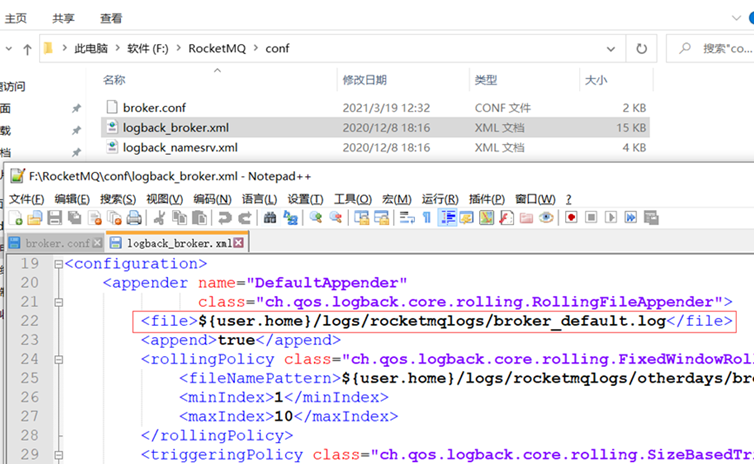 主页 共享 查看
此电脑 > 软件 (F:) > RocketMQ > conf
搜索"co...
名称 修改日期 类型 大小
访问
broker.conf 2021/3/19 12:32 CONF 文件 2 KB
logback_broker.xml 2020/12/8 18:16 XML 文档 15 KB
logback_namesrv.xml 2020/12/8 18:16 XML 文档 4 KB
F:\RocketMQ\conf\logback_broker.xml - Notepad++
文件(F) 编辑(E) 搜索(S) 视图(V) 编码(N) 语言(L) 设置(T) 工具(O) 宏(M) 运行(R) 插件(P) 窗口(W) ?
broker.conf logback_broker.xml
19 <configuration>
20 <appender name="DefaultAppender"
21 class="ch.qos.logback.core.rolling.RollingFileAppender">
22 <file>${user.home}/logs/rocketmqlogs/broker_default.log</file>
23 <append>true</append>
24 <rollingPolicy class="ch.qos.logback.core.rolling.FixedWindowRoll
25 <fileNamePattern>${user.home}/logs/rocketmqlogs/otherdays/bro
26 <minIndex>1</minIndex>
27 <maxIndex>10</maxIndex>
28 </rollingPolicy>
29 <triggeringPolicy class="ch.qos.logback.core.rolling.SizeBasedTr